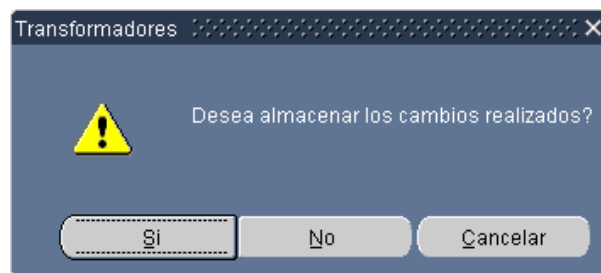 Transformadores
Desea almacenar los cambios realizados?
Si No Cancelar